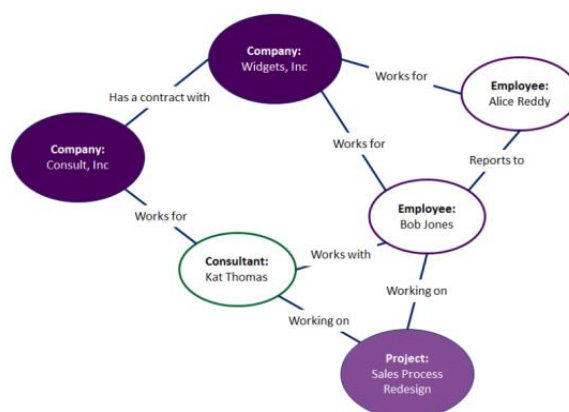 Company:
Widgets, Inc
Works for
Employee:
Alice Reddy
Has a contract with
Company:
Consult, Inc
Works for
Reports to
Works for
Employee:
Bob Jones
Consultant:
Kat Thomas
Works with
Working on
Working on
Project:
Sales Process
Redesign